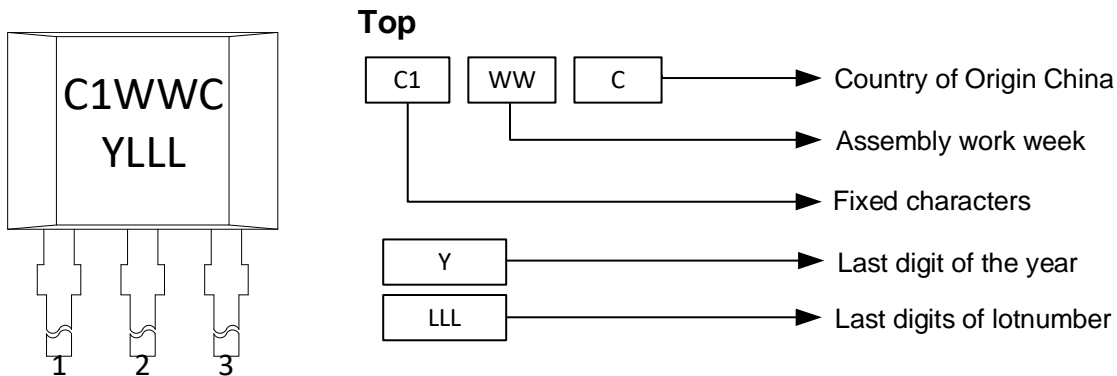 C1WWC
YLLL
1 2 3
Top
C1 WW C Country of Origin China
Assembly work week
Fixed characters
Y Last digit of the year
LLL Last digits of lotnumber